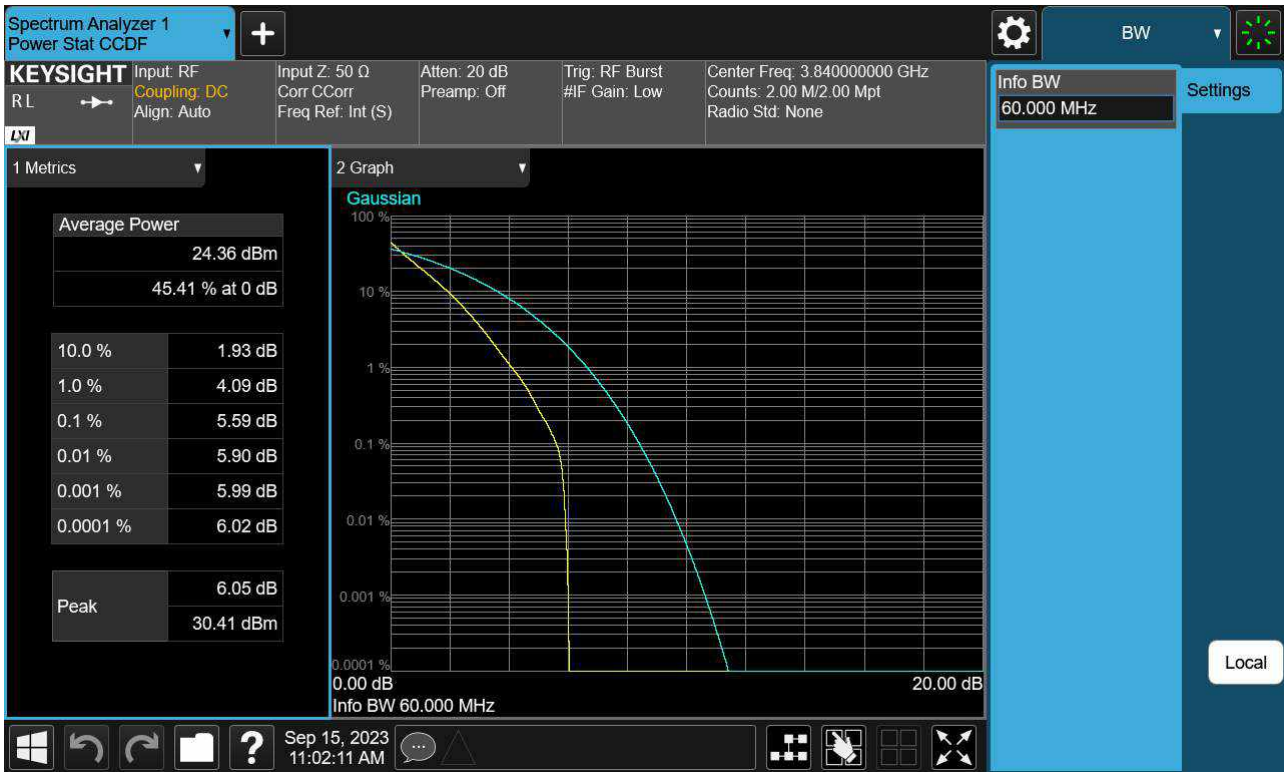 Spectrum Analyzer 1
Power Stat CCDF
BW
KEYSIGHT
RL
LXI
Input: RF
Coupling: DC
Align: Auto
Input Z: 50 Ω
Corr CCorr
Freq Ref: Int (S)
Atten: 20 dB
Preamp: Off
Trig: RF Burst
#IF Gain: Low
Center Freq: 3.840000000 GHz
Counts: 2.00 M/2.00 Mpt
Radio Std: None
Info BW
60.000 MHz
Settings
1 Metrics
Average Power
24.36 dBm
45.41 % at 0 dB
10.0 % 1.93 dB
1.0 % 4.09 dB
0.1 % 5.59 dB
0.01 % 5.90 dB
0.001 % 5.99 dB
0.0001 % 6.02 dB
Peak
6.05 dB
30.41 dBm
2 Graph
Gaussian
100 %
10 %
1 %
0.1 %
0.01 %
0.001 %
0.0001 %
0.00 dB 20.00 dB
Info BW 60.000 MHz
Local
?
Sep 15, 2023
11:02:11 AM